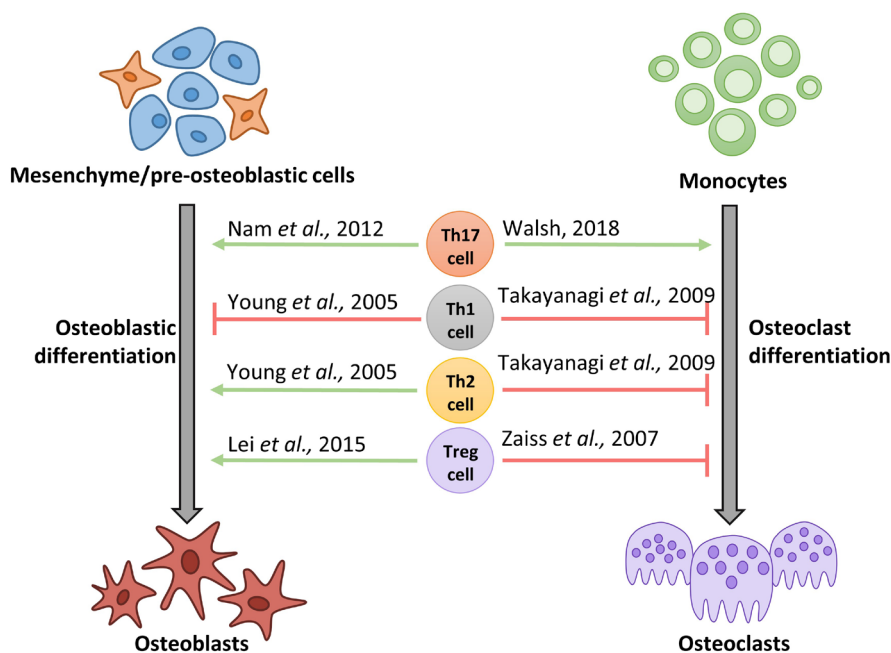 Mesenchyme/pre-osteoblastic cells
Monocytes
Nam et al., 2012
Th17
cell
Walsh, 2018
Young et al., 2005
Th1
cell
Takayanagi et al. 2009
Osteoblastic
differentiation
Osteoclast
differentiation
Young et al., 2005
Th2
cell
Takayanagi et al. 2009
Lei et al., 2015
Treg
cell
Zaiss et al., 2007
Osteoblasts
Osteoclasts